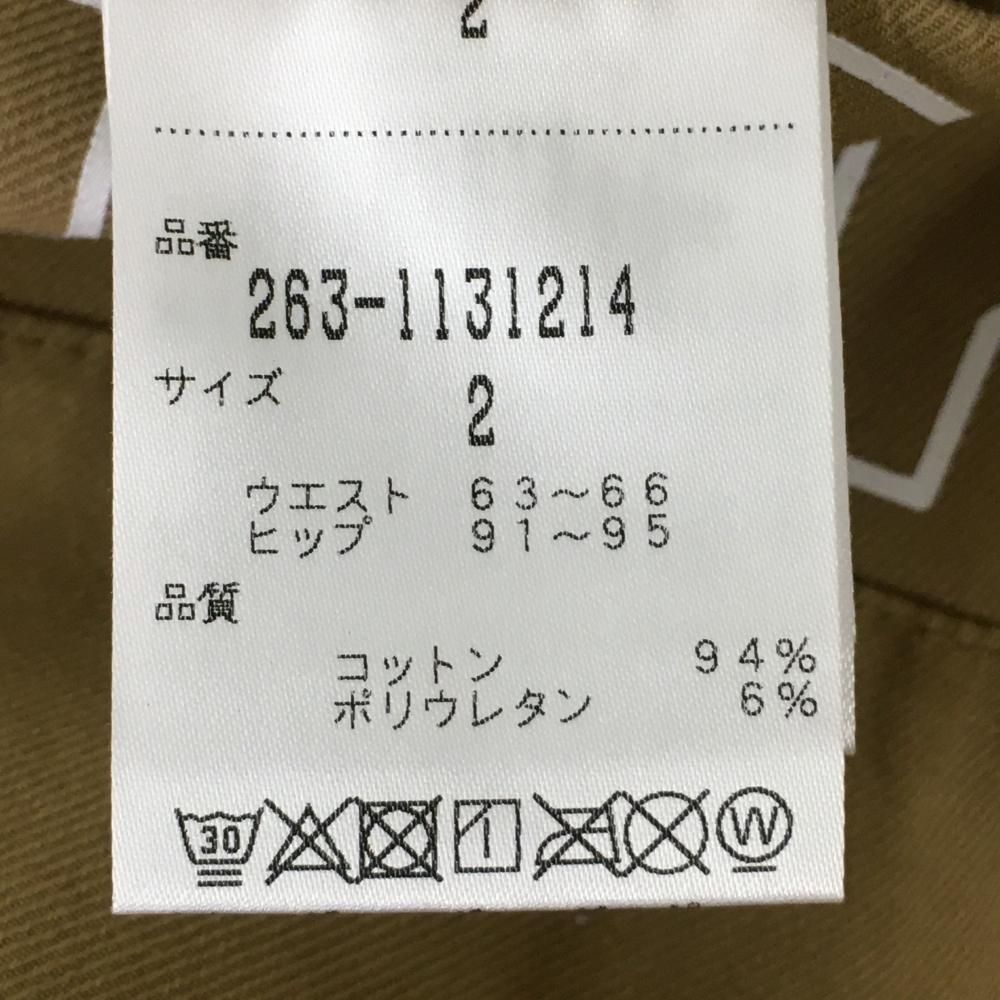 2
品番
263-1131214
サイズ
2
ウエスト 63～66
ヒップ 91～95
品質
コットン 94%
ポリウレタン 6%
30 W